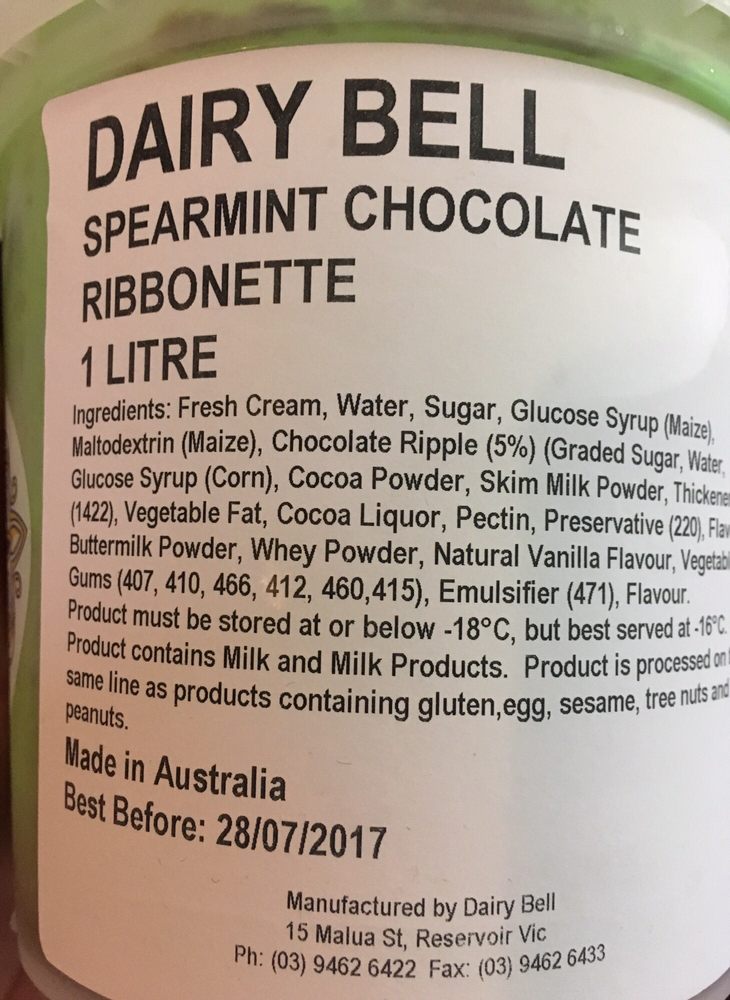 DAIRY BELL
SPEARMINT CHOCOLATE
RIBBONETTE
1 LITRE
Ingredients: Fresh Cream, Water, Sugar, Glucose Syrup (Maize),
Maltodextrin (Maize), Chocolate Ripple (5%) (Graded Sugar, Water,
Glucose Syrup (Corn), Cocoa Powder, Skim Milk Powder,
(1422), Vegetable Fat, Cocoa Liquor, Pectin, Preservative (220),
Buttermilk Powder, Whey Powder, Natural Vanilla Flavour,
Gums (407, 410, 466, 412, 460,415), Emulsifier (471), Flavour.
Product must be stored at or below -18°C, but best served at -16°C.
Product contains Milk and Milk Products. Product is processed on
same line as products containing gluten,egg, sesame, tree nuts and
peanuts.
Made in Australia
Best Before: 28/07/2017
Manufactured by Dairy Bell
15 Malua St, Reservoir Vic
Ph: (03) 9462 6422 Fax: (03) 9462 6433